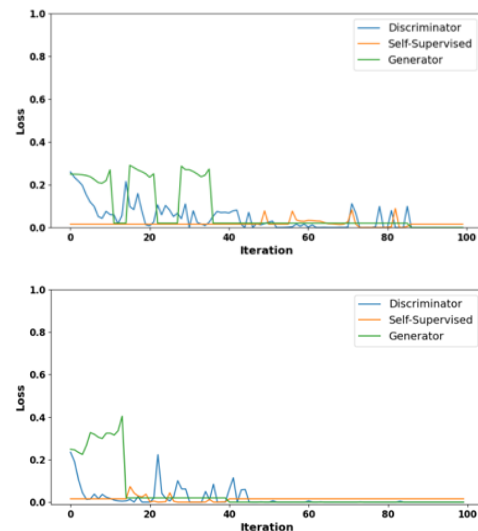 1.0
Discriminator
Self-Supervised
Generator
0.8
0.6
Loss
0.4
0.2
0.0
0 20 40 60 80 100
Iteration
1.0
Discriminator
Self-Supervised
Generator
0.8
0.6
Loss
0.4
0.2
0.0
0 20 40 60 80 100
Iteration